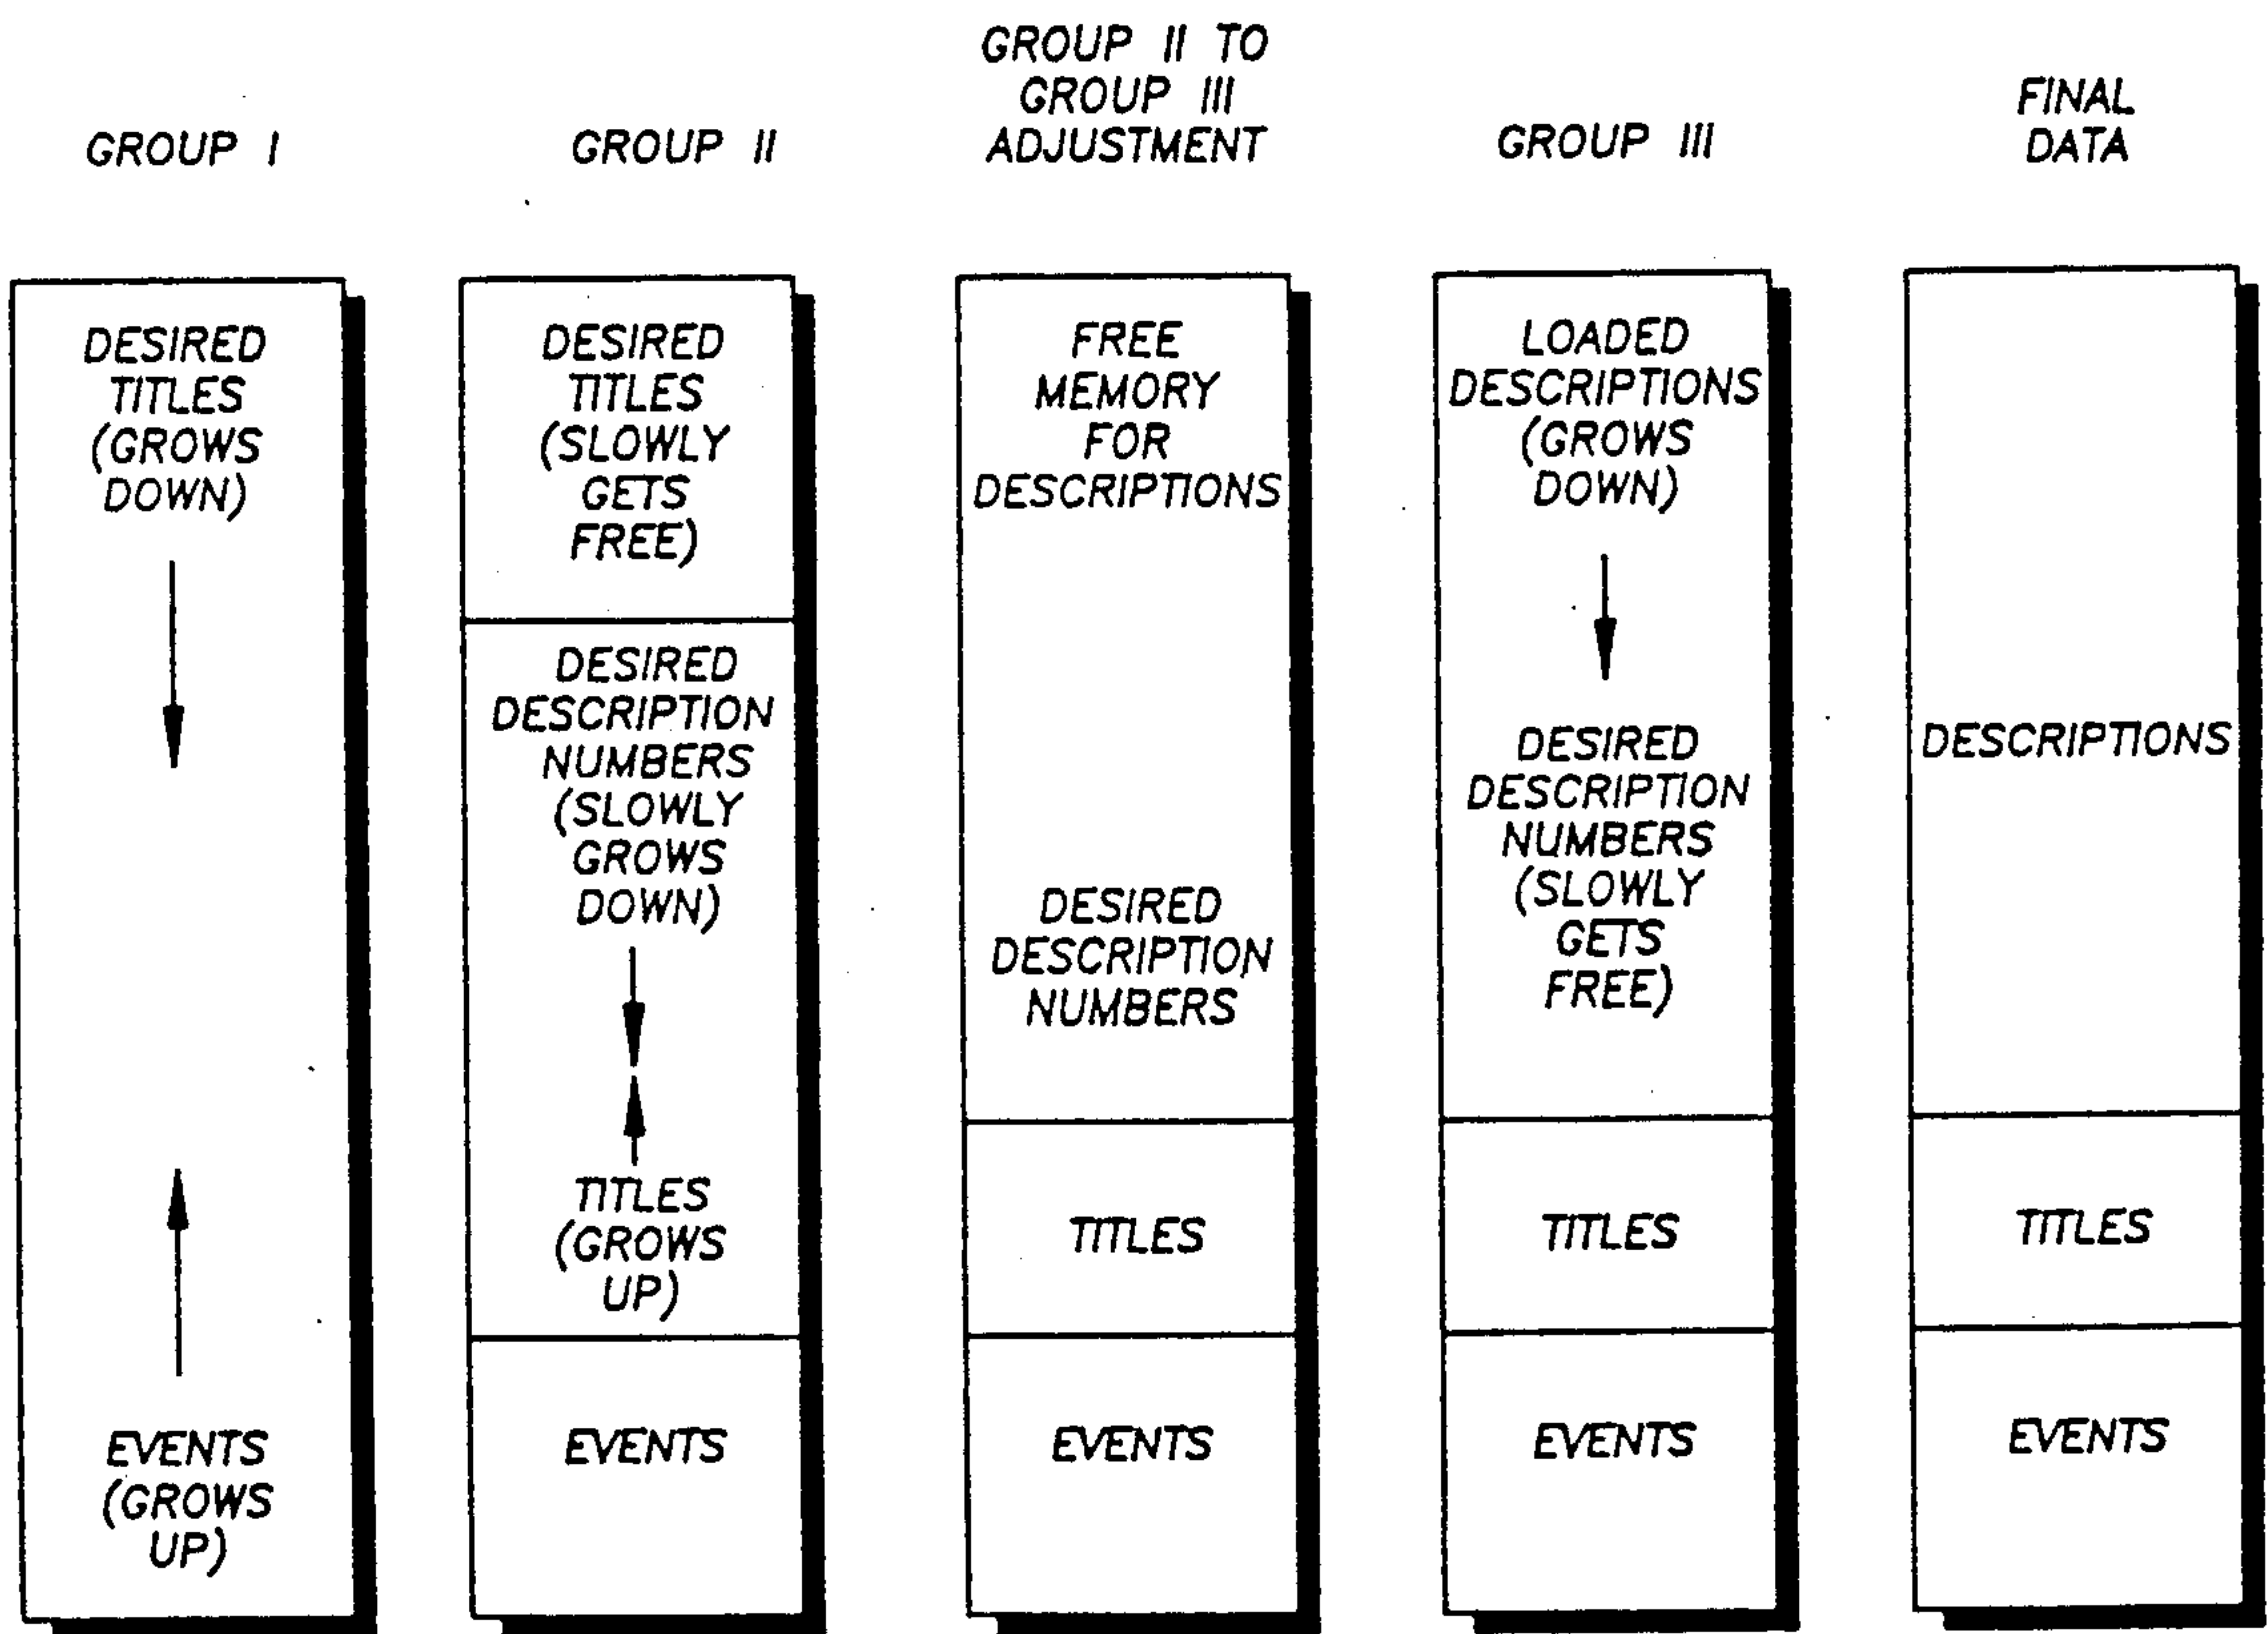 GROUP I
GROUP II
GROUP II TO
GROUP III
ADJUSTMENT
GROUP III
FINAL
DATA
DESIRED
TITLES
(GROWS
DOWN)
EVENTS
(GROWS
UP)
DESIRED
TITLES
(SLOWLY
GETS
FREE)
DESIRED
DESCRIPTION
NUMBERS
(SLOWLY
GROWS
DOWN)
TITLES
(GROWS
UP)
EVENTS
FREE
MEMORY
FOR
DESCRIPTIONS
DESIRED
DESCRIPTION
NUMBERS
TITLES
EVENTS
LOADED
DESCRIPTIONS
(GROWS
DOWN)
DESIRED
DESCRIPTION
NUMBERS
(SLOWLY
GETS
FREE)
TITLES
EVENTS
DESCRIPTIONS
TITLES
EVENTS